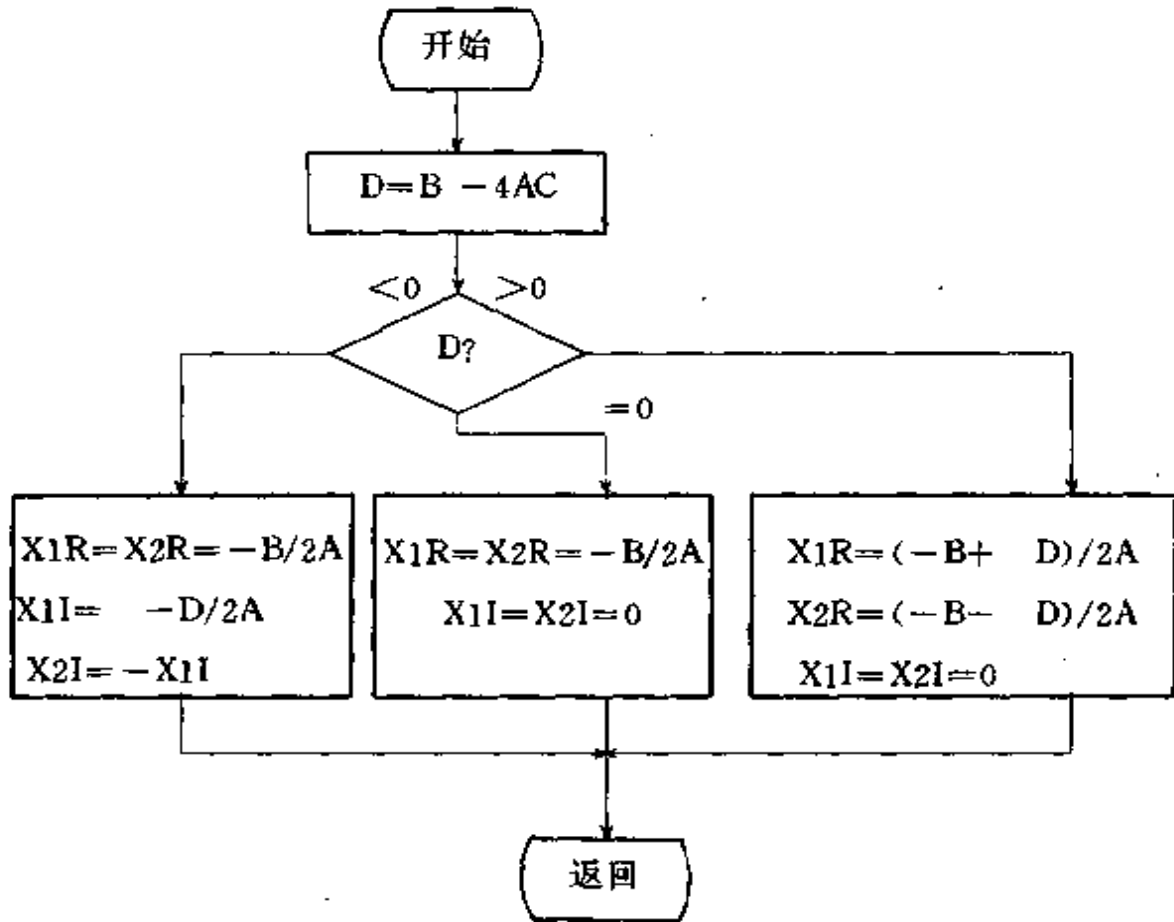 开始
D=B -4AC
<0 >0
D?
=0
X1R=X2R=-B/2A
X1I= -D/2A
X2I=-X1I
X1R=X2R=-B/2A
X1I=X2I=0
X1R=(-B+ D)/2A
X2R=(-B- D)/2A
X1I=X2I=0
返回